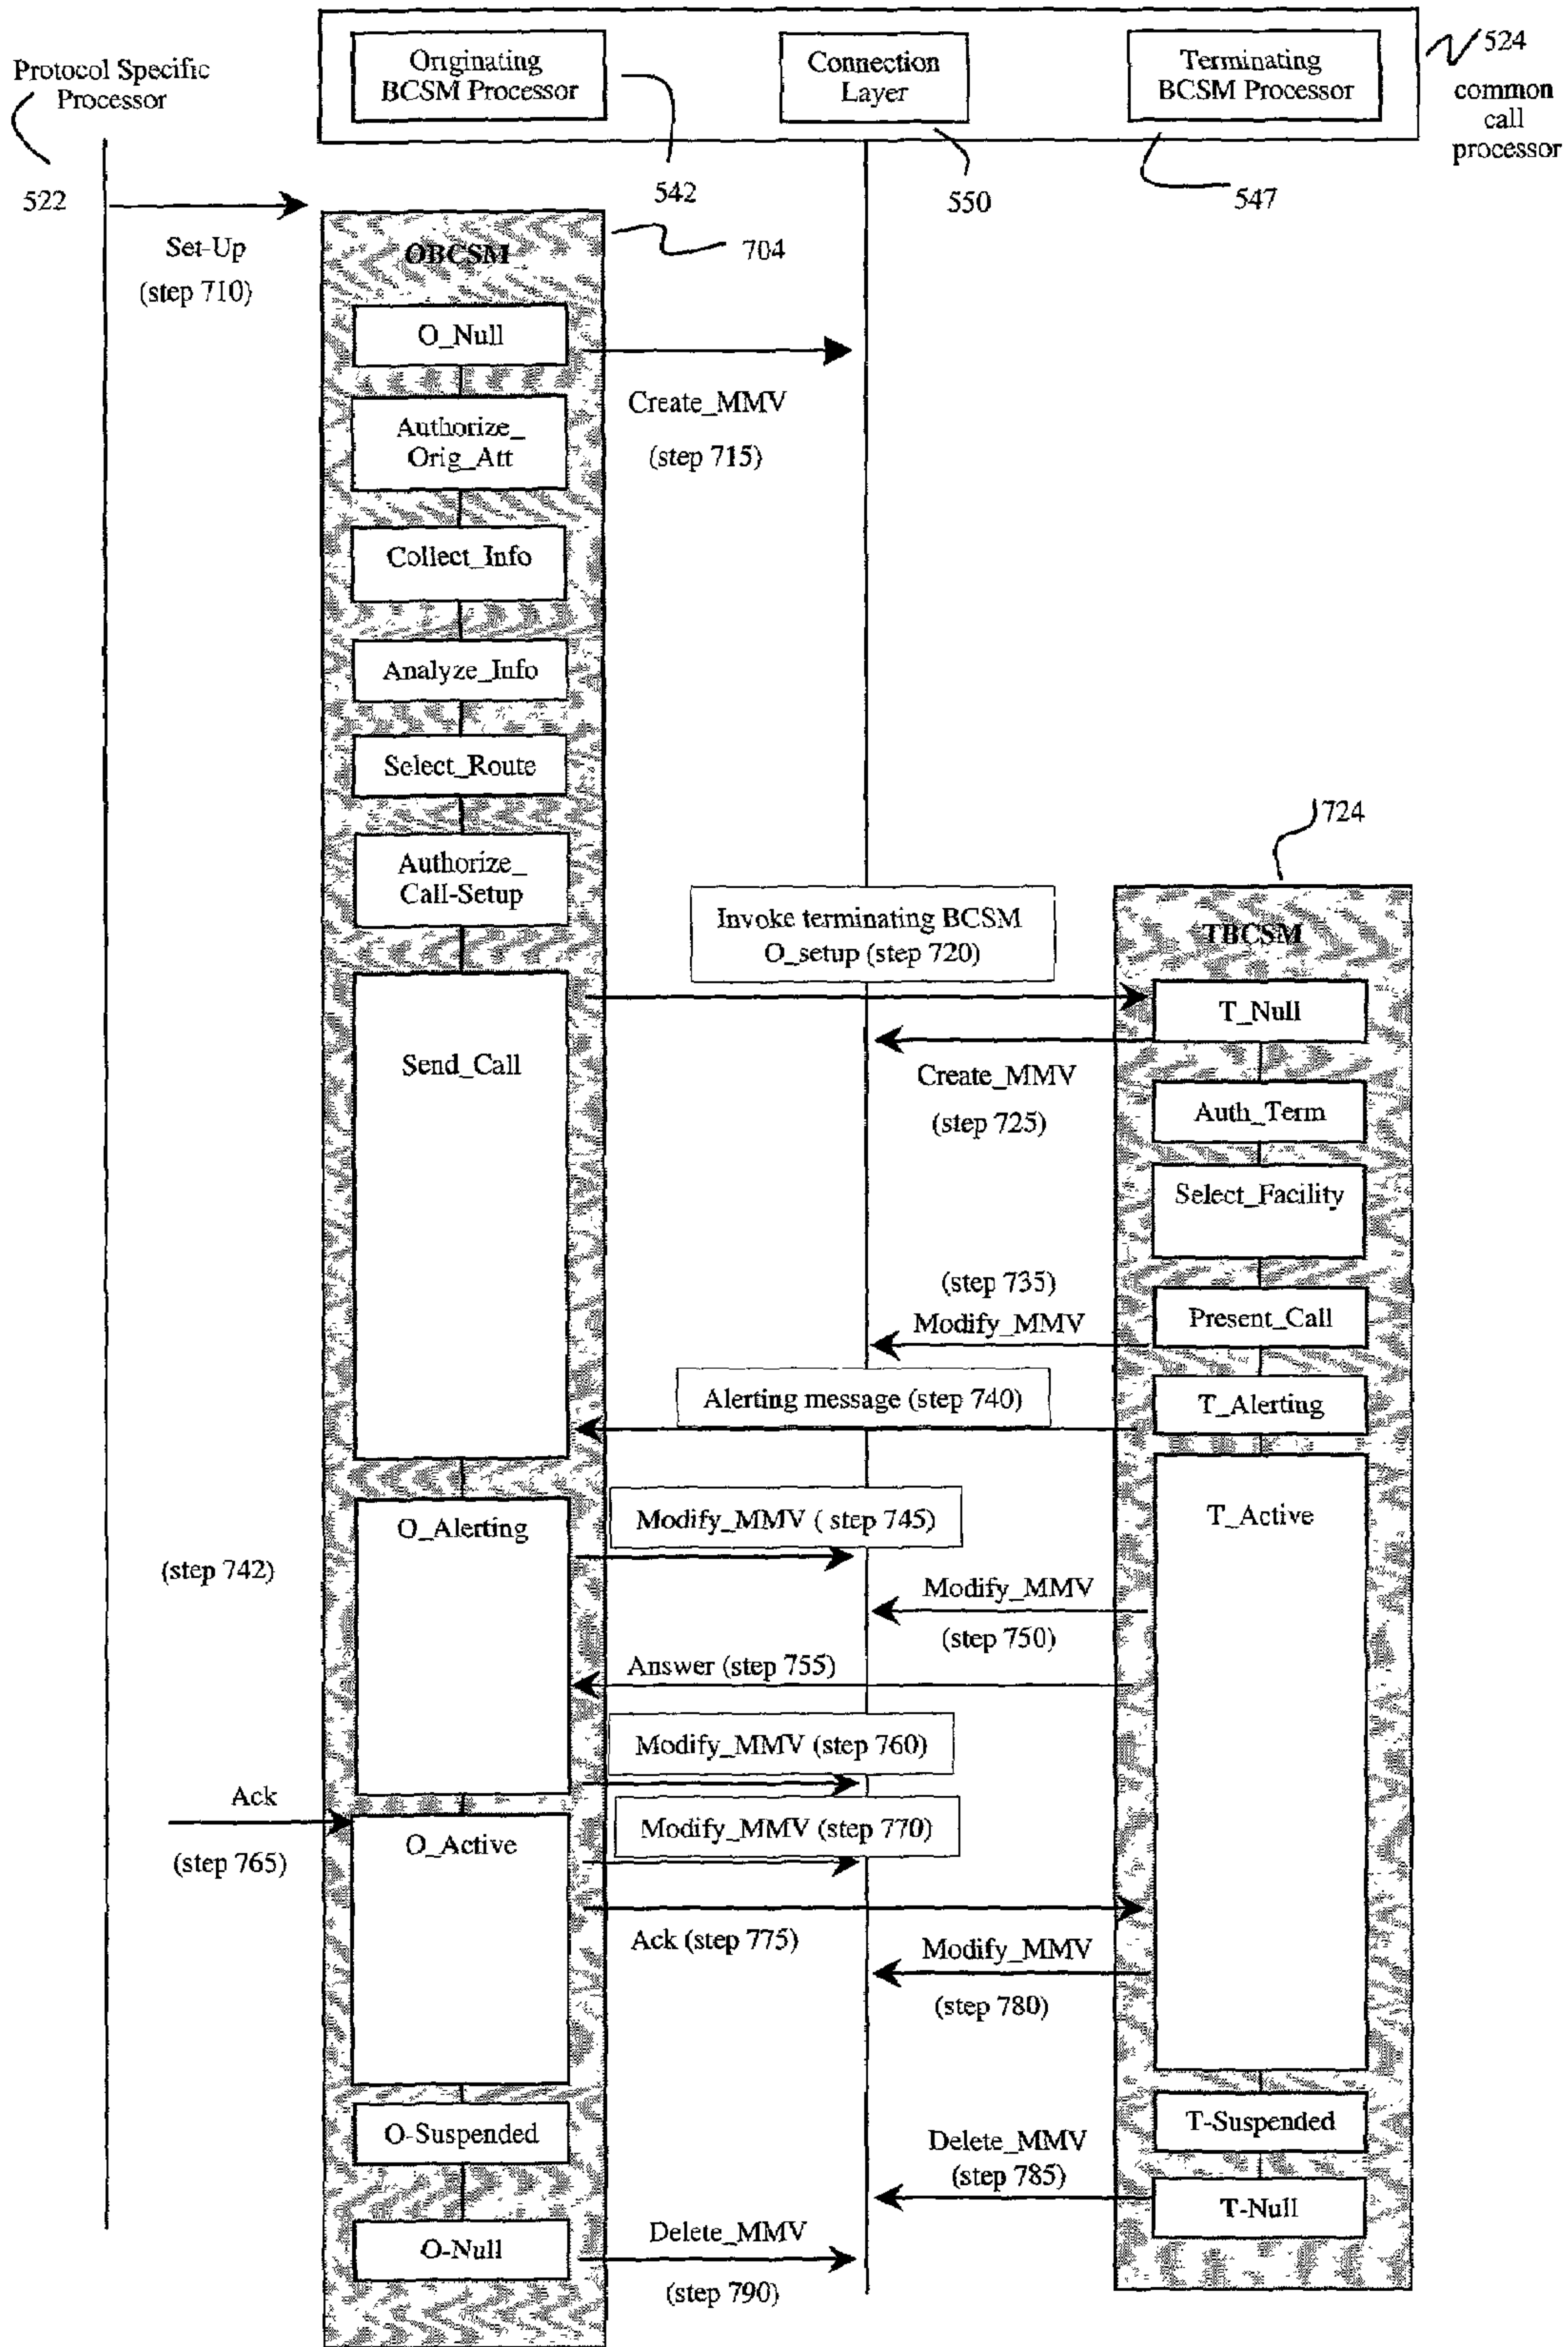 Originating
BCSM Processor
Connection
Layer
Terminating
BCSM Processor
524
common
call
processor
Protocol Specific
Processor
522
542
550
547
Set-Up
(step 710)
OBCSM
704
O_Null
Create_MMV
(step 715)
Authorize_
Orig_Att
Collect_Info
Analyze_Info
Select_Route
Authorize_
Call-Setup
724
Invoke terminating BCSM
O_setup (step 720)
TBCSM
T_Null
Send_Call
Create_MMV
(step 725)
Auth_Term
Select_Facility
(step 735)
Modify_MMV
Present_Call
Alerting message (step 740)
T_Alerting
O_Alerting
Modify_MMV ( step 745)
T_Active
(step 742)
Modify_MMV
(step 750)
Answer (step 755)
Modify_MMV (step 760)
Ack
(step 765)
O_Active
Modify_MMV (step 770)
Ack (step 775)
Modify_MMV
(step 780)
O-Suspended
T-Suspended
Delete_MMV
(step 785)
T-Null
O-Null
Delete_MMV
(step 790)